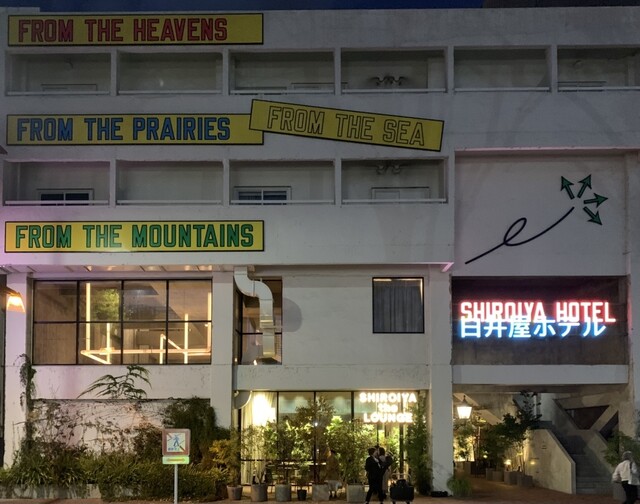 FROM THE HEAVENS
FROM THE PRAIRIES
FROM THE SEA
FROM THE MOUNTAINS
SHIROIYA HOTEL
白井屋ホテル
SHIROIYA
the
LOUNGE